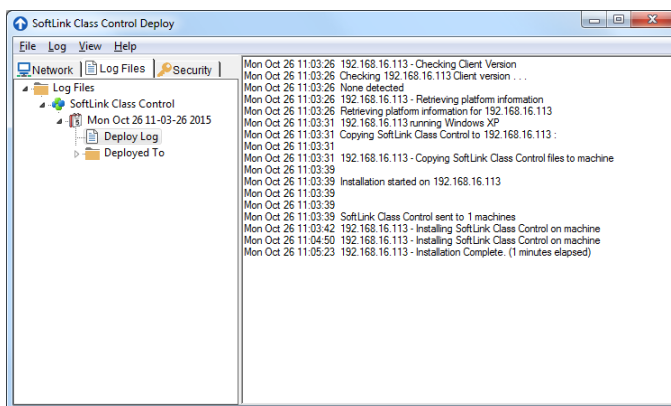 SoftLink Class Control Deploy
File Log View Help
Network Log Files Security
Log Files
SoftLink Class Control
Mon Oct 26 11-03-26 2015
Deploy Log
Deployed To
Mon Oct 26 11:03:26 192.168.16.113 - Checking Client Version
Mon Oct 26 11:03:26 Checking 192.168.16.113 Client version . . .
Mon Oct 26 11:03:26 None detected
Mon Oct 26 11:03:26 192.168.16.113 - Retrieving platform information
Mon Oct 26 11:03:26 Retrieving platform information for 192.168.16.113
Mon Oct 26 11:03:31 192.168.16.113 running Windows XP
Mon Oct 26 11:03:31 Copying SoftLink Class Control to 192.168.16.113 :
Mon Oct 26 11:03:31
Mon Oct 26 11:03:31 192.168.16.113 - Copying SoftLink Class Control files to machine
Mon Oct 26 11:03:39
Mon Oct 26 11:03:39 Installation started on 192.168.16.113
Mon Oct 26 11:03:39
Mon Oct 26 11:03:39
Mon Oct 26 11:03:39 SoftLink Class Control sent to 1 machines
Mon Oct 26 11:03:42 192.168.16.113 - Installing SoftLink Class Control on machine
Mon Oct 26 11:04:50 192.168.16.113 - Installing SoftLink Class Control on machine
Mon Oct 26 11:05:23 192.168.16.113 - Installation Complete. (1 minutes elapsed)